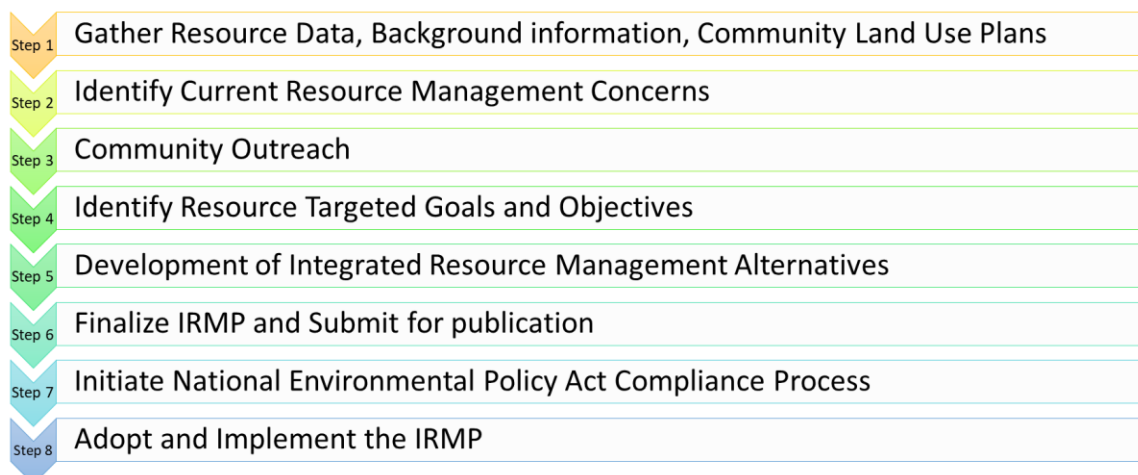 Step 1 Gather Resource Data, Background information, Community Land Use Plans
Step 2 Identify Current Resource Management Concerns
Step 3 Community Outreach
Step 4 Identify Resource Targeted Goals and Objectives
Step 5 Development of Integrated Resource Management Alternatives
Step 6 Finalize IRMP and Submit for publication
Step 7 Initiate National Environmental Policy Act Compliance Process
Step 8 Adopt and Implement the IRMP